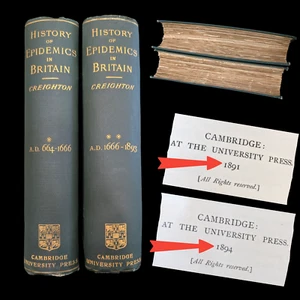 HISTORY
OF
EPIDEMICS
IN
BRITAIN
CREIGHTON
*
A.D. 664-1666
CAMBRIDGE
UNIVERSITY PRESS
HISTORY
OF
EPIDEMICS
IN
BRITAIN
CREIGHTON
* *
A.D. 1666-1893
CAMBRIDGE
UNIVERSITY PRESS
CAMBRIDGE:
AT THE UNIVERSITY PRESS.
1891
[All Rights reserved.]
CAMBRIDGE:
AT THE UNIVERSITY PRESS.
1894
[All Rights reserved.]